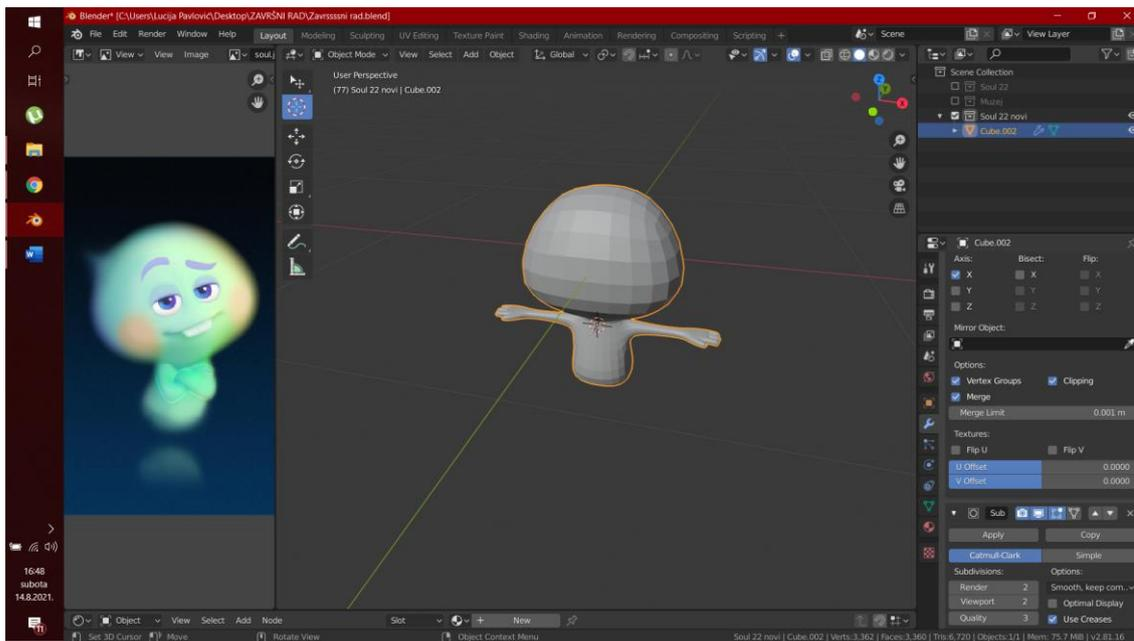 Blender* [C:\Users\Lucija Pavlović\Desktop\ZAVRŠNI RAD\Zavrssssni rad.blend]
File Edit Render Window Help Layout Modeling Sculpting UV Editing Texture Paint Shading Animation Rendering Compositing Scripting + Scene View Layer
View View Image soul.j Object Mode View Select Add Object Global
User Perspective
(77) Soul 22 novi | Cube.002
X
Y
Z
Scene Collection
Soul 22
Muzej
Soul 22 novi
Cube.002
Cube.002
Axis: Bisect: Flip:
X X X
Y Y Y
Z Z Z
Mirror Object:
Options:
Vertex Groups Clipping
Merge
Merge Limit 0.001 m
Textures:
Flip U Flip V
U Offset 0.0000
V Offset 0.0000
Sub
Apply Copy
Catmull-Clark Simple
Subdivisions: Options:
Render 2 Smooth, keep corn..
Viewport 2 Optimal Display
Quality 3 Use Creases
16:48
subota
14.8.2021.
11
Object View Select Add Node Slot + New
Set 3D Cursor Move Rotate View Object Context Menu Soul 22 novi | Cube.002 | Verts:3,362 | Faces:3,360 | Tris:6,720 | Objects:1/1 | Mem: 75.7 MiB | v2.81.16